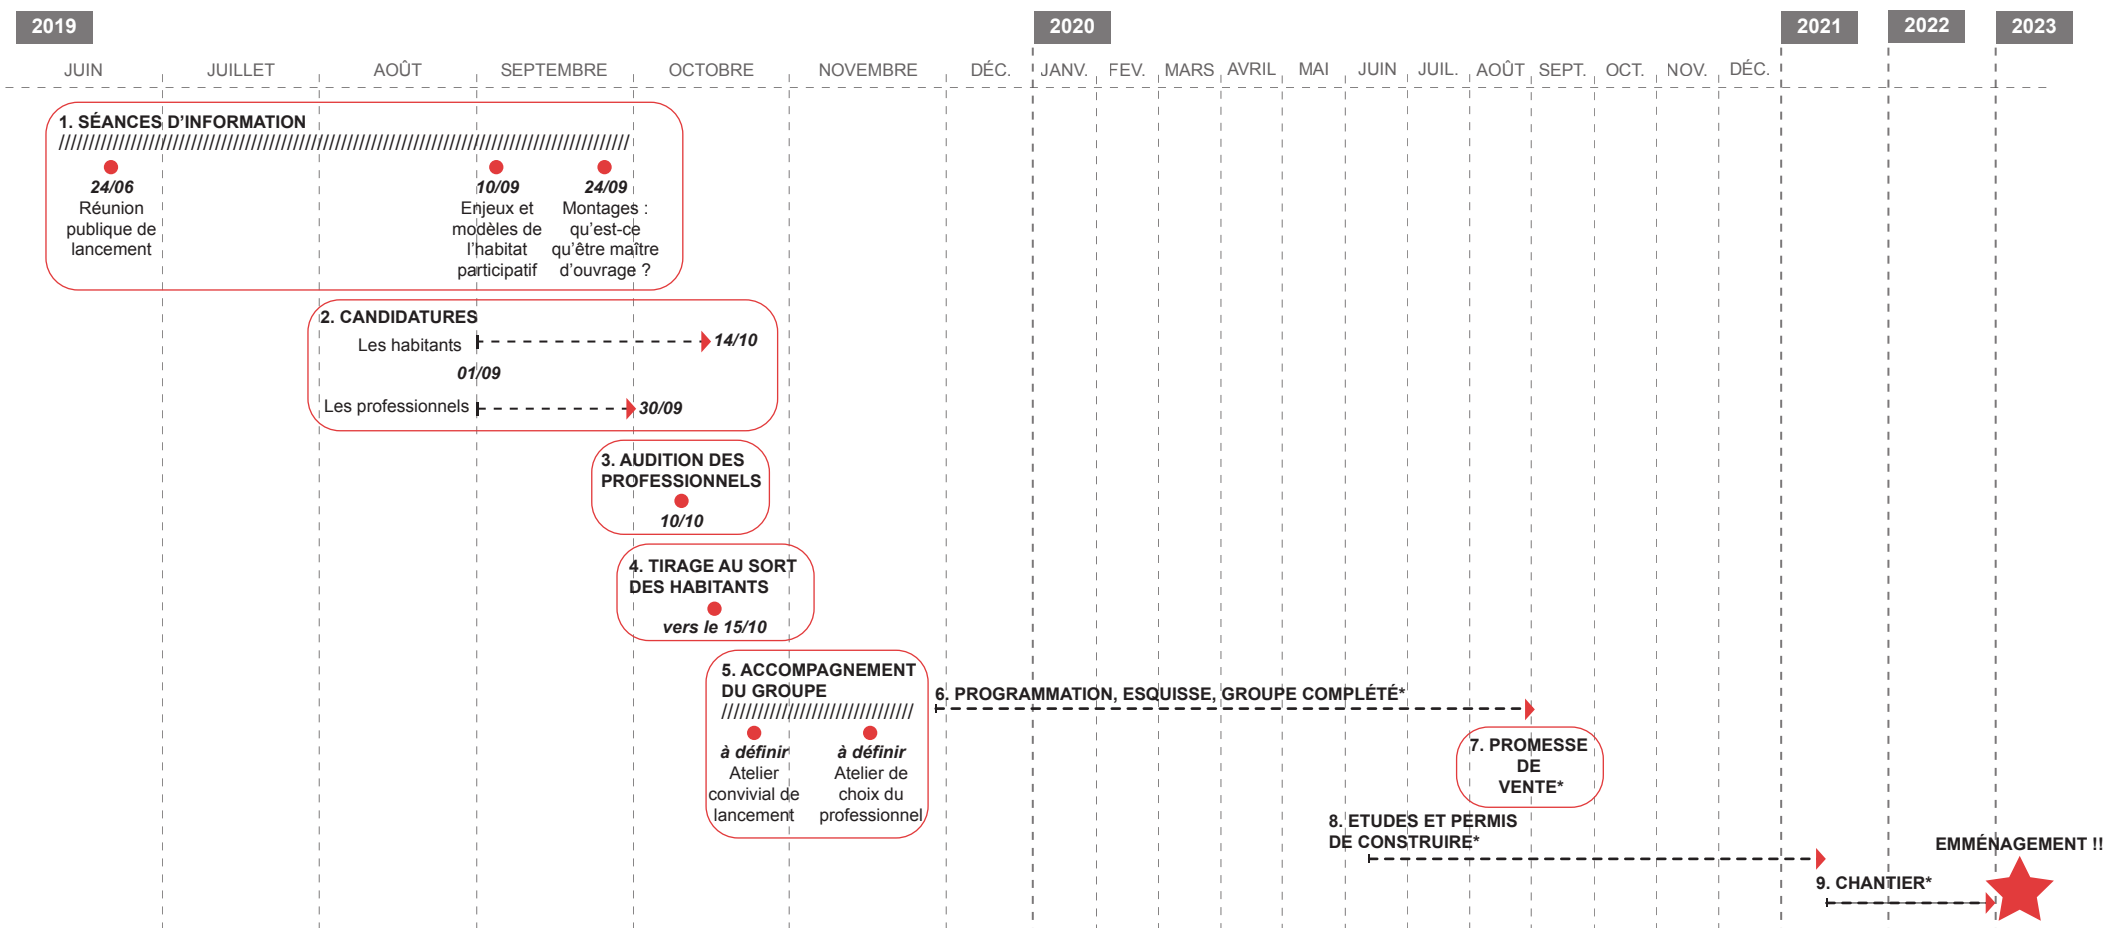 2019
2020
2021
2022
2023
JUIN
JUILLET
AOÛT
SEPTEMBRE
OCTOBRE
NOVEMBRE
DÉC.
JANV.
FEV.
MARS
AVRIL
MAI
JUIN
JUIL.
AOÛT
SEPT.
OCT.
NOV.
DÉC.
1. SÉANCES D'INFORMATION
24/06
Réunion
publique de
lancement
10/09
Enjeux et
modèles de
l'habitat
participatif
24/09
Montages :
qu'est-ce
qu'être maître
d'ouvrage ?
2. CANDIDATURES
Les habitants
14/10
01/09
Les professionnels
30/09
3. AUDITION DES
PROFESSIONNELS
10/10
4. TIRAGE AU SORT
DES HABITANTS
vers le 15/10
5. ACCOMPAGNEMENT
DU GROUPE
à définir
Atelier
convivial de
lancement
à définir
Atelier de
choix du
professionnel
6. PROGRAMMATION, ESQUISSE, GROUPE COMPLÉTÉ*
7. PROMESSE
DE
VENTE*
8. ETUDES ET PERMIS
DE CONSTRUIRE*
9. CHANTIER*
EMMÉNAGEMENT !!